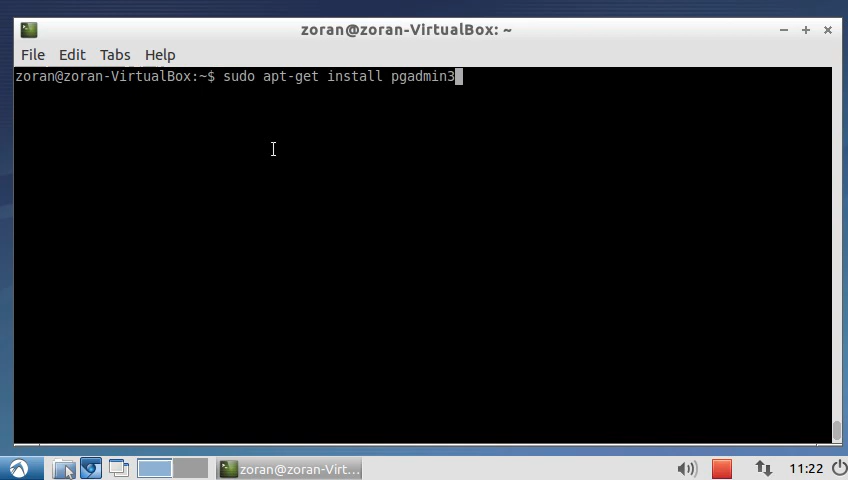 zoran@zoran-VirtualBox: ~
File Edit Tabs Help
zoran@zoran-VirtualBox:~$ sudo apt-get install pgadmin3
zoran@zoran-Virt...
11:22